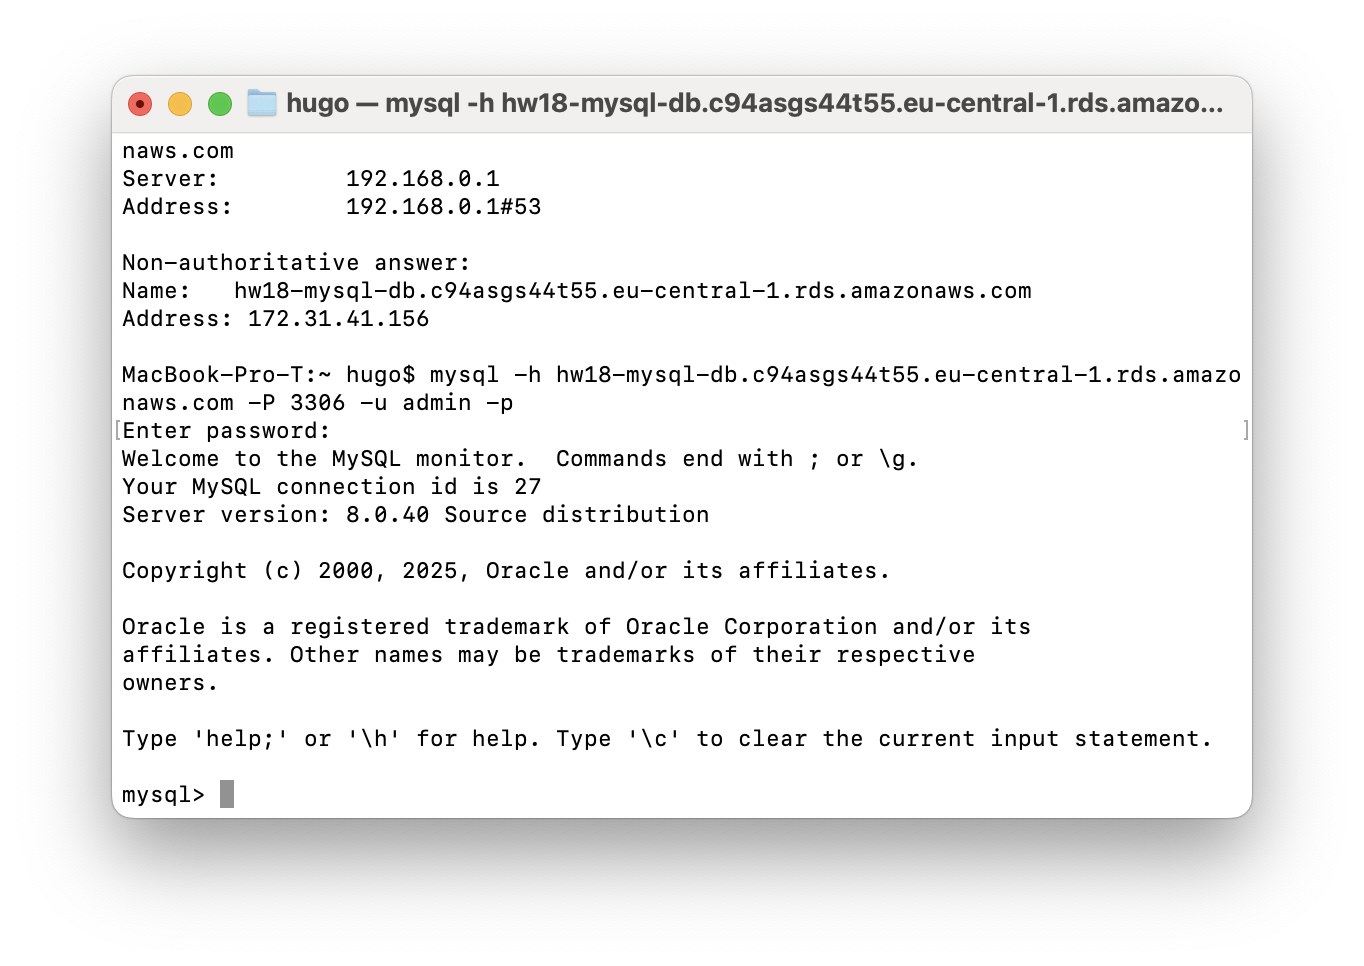 hugo — mysql -h hw18-mysql-db.c94asgs44t55.eu-central-1.rds.amazo...
naws.com
Server:		192.168.0.1
Address:	192.168.0.1#53
Non-authoritative answer:
Name:	hw18-mysql-db.c94asgs44t55.eu-central-1.rds.amazonaws.com
Address: 172.31.41.156
MacBook-Pro-T:~ hugo$ mysql -h hw18-mysql-db.c94asgs44t55.eu-central-1.rds.amazo
naws.com -P 3306 -u admin -p
[Enter password: ]
Welcome to the MySQL monitor.  Commands end with ; or \g.
Your MySQL connection id is 27
Server version: 8.0.40 Source distribution
Copyright (c) 2000, 2025, Oracle and/or its affiliates.
Oracle is a registered trademark of Oracle Corporation and/or its
affiliates. Other names may be trademarks of their respective
owners.
Type 'help;' or '\h' for help. Type '\c' to clear the current input statement.
mysql>